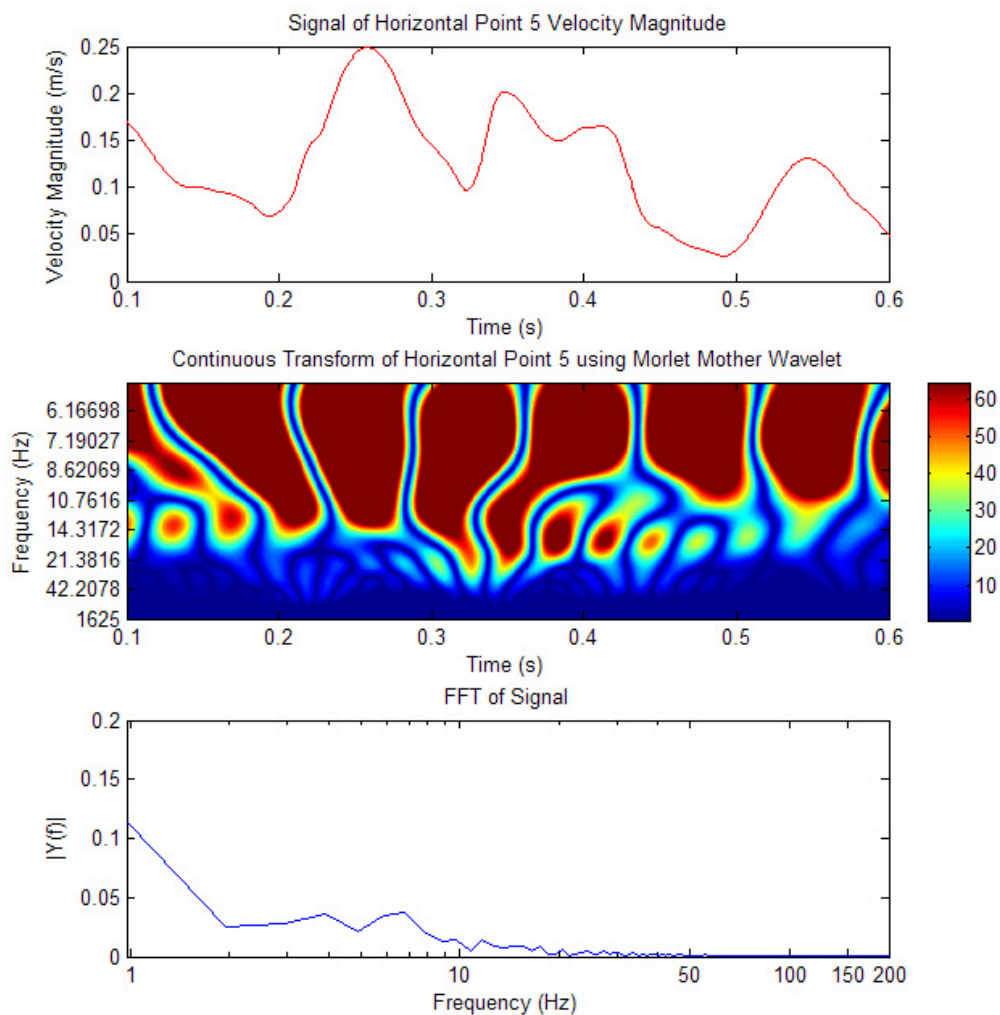 Signal of Horizontal Point 5 Velocity Magnitude
Velocity Magnitude (m/s)
0.25
0.2
0.15
0.1
0.05
0
0.1 0.2 0.3 0.4 0.5 0.6
Time (s)
Continuous Transform of Horizontal Point 5 using Morlet Mother Wavelet
Frequency (Hz)
6.16698
7.19027
8.62069
10.7616
14.3172
21.3816
42.2078
1625
0.1 0.2 0.3 0.4 0.5 0.6
Time (s)
60
50
40
30
20
10
FFT of Signal
|Y(f)|
0.2
0.15
0.1
0.05
0
1 10 50 100 150 200
Frequency (Hz)